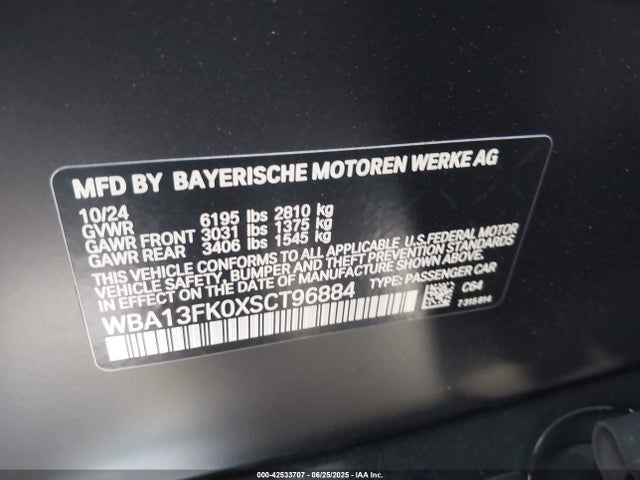 MFD BY BAYERISCHE MOTOREN WERKE AG
10/24
GVWR 6195 lbs 2810 kg
GAWR FRONT 3031 lbs 1375 kg
GAWR REAR 3406 lbs 1545 kg
THIS VEHICLE CONFORMS TO ALL APPLICABLE U.S. FEDERAL MOTOR
VEHICLE SAFETY, BUMPER AND THEFT PREVENTION STANDARDS
IN EFFECT ON THE DATE OF MANUFACTURE SHOWN ABOVE.
WBA13FK0XSCT96884 TYPE: PASSENGER CAR
C64
7315614
000-42533707 - 06/25/2025 - IAA Inc.